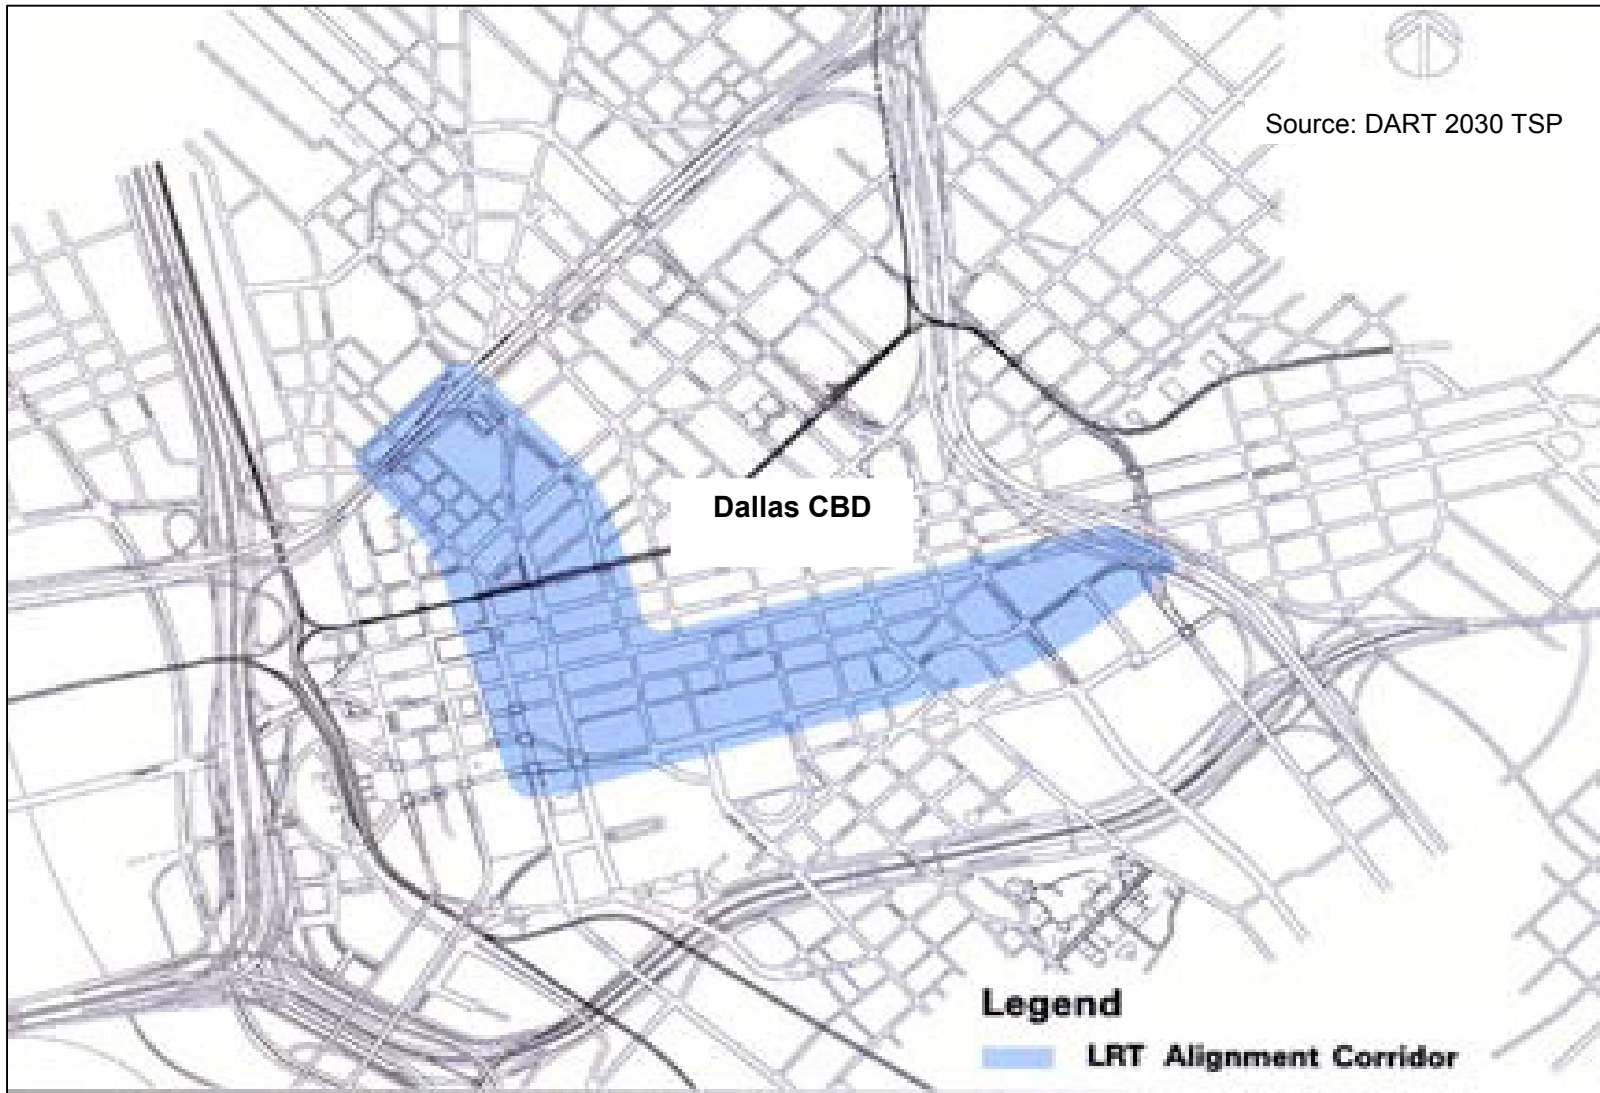 Source: DART 2030 TSP
Dallas CBD
Legend
LRT Alignment Corridor